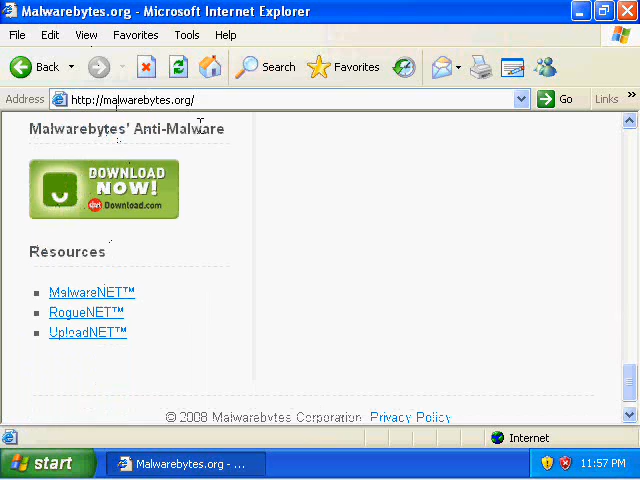 Malwarebytes.org - Microsoft Internet Explorer
File Edit View Favorites Tools Help
Back Search Favorites
Address http://malwarebytes.org/ Go Links »
Malwarebytes' Anti-Malware
DOWNLOAD
NOW!
Download.com
Resources
MalwareNET™
RogueNET™
UploadNET™
© 2008 Malwarebytes Corporation Privacy Policy
Internet
start Malwarebytes.org - ... 11:57 PM